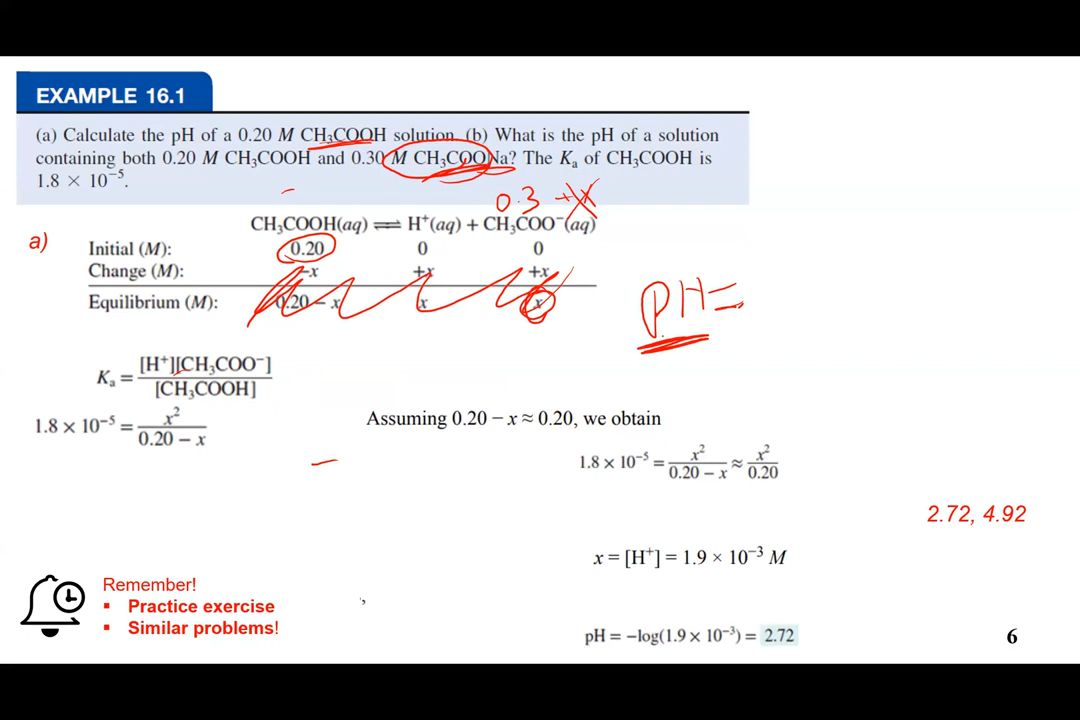 EXAMPLE 16.1
(a) Calculate the pH of a 0.20 M CH₃COOH solution. (b) What is the pH of a solution
containing both 0.20 M CH₃COOH and 0.30 M CH₃COONa? The Kₐ of CH₃COOH is
1.8 × 10⁻⁵.
0.3 +x
CH₃COOH(aq) ⇌ H⁺(aq) + CH₃COO⁻(aq)
a)
Initial (M): 0.20 0 0
Change (M): −x +x +x
Equilibrium (M): 0.20 − x x x
PH=
Kₐ = [H⁺][CH₃COO⁻] / [CH₃COOH]
1.8 × 10⁻⁵ = x² / 0.20 − x
Assuming 0.20 − x ≈ 0.20, we obtain
1.8 × 10⁻⁵ = x² / 0.20 − x ≈ x² / 0.20
2.72, 4.92
x = [H⁺] = 1.9 × 10⁻³ M
Remember!
▪ Practice exercise
▪ Similar problems!
,
pH = −log(1.9 × 10⁻³) = 2.72
6